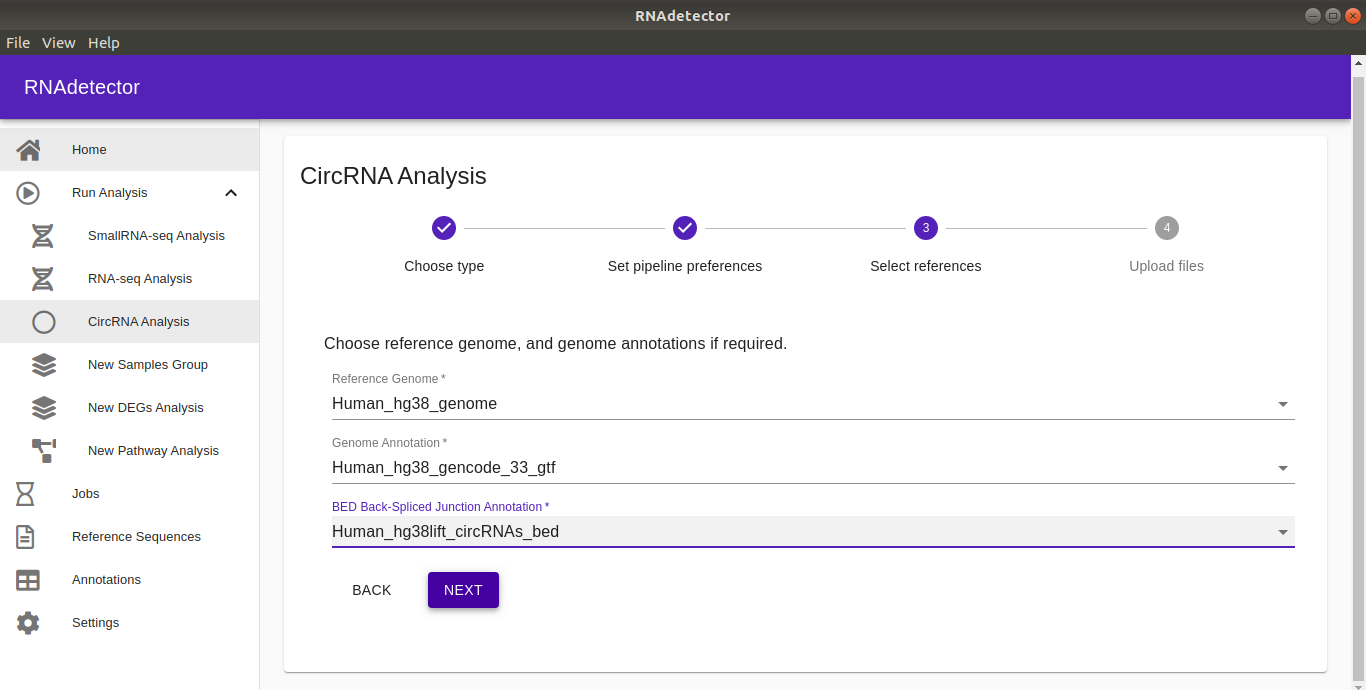 RNAdetector
File View Help
RNAdetector
Home
Run Analysis
SmallRNA-seq Analysis
RNA-seq Analysis
CircRNA Analysis
New Samples Group
New DEGs Analysis
New Pathway Analysis
Jobs
Reference Sequences
Annotations
Settings
CircRNA Analysis
3 4
Choose type Set pipeline preferences Select references Upload files
Choose reference genome, and genome annotations if required.
Reference Genome *
Human_hg38_genome
Genome Annotation *
Human_hg38_gencode_33_gtf
BED Back-Spliced Junction Annotation *
Human_hg38lift_circRNAs_bed
BACK NEXT